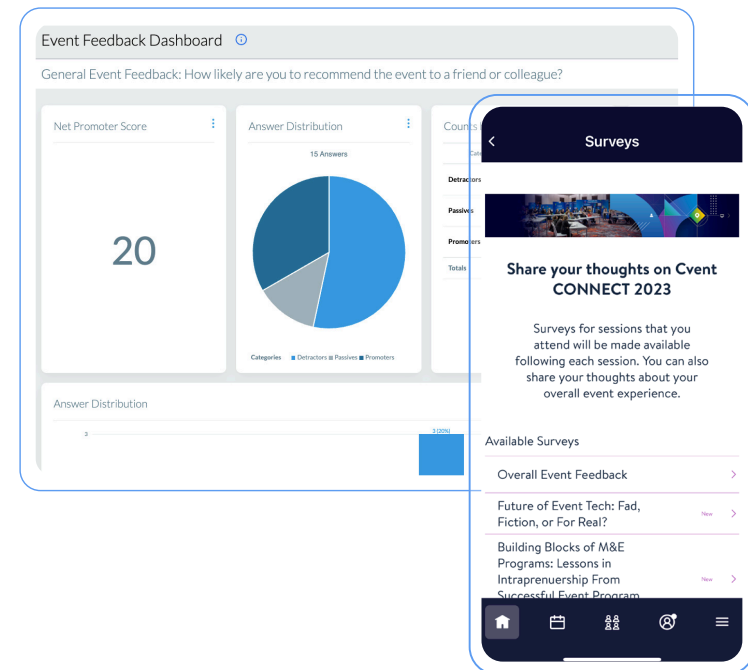 Event Feedback Dashboard
General Event Feedback: How likely are you to recommend the event to a friend or colleague?
Net Promoter Score
20
Answer Distribution
15 Answers
Categories Detractors Passives Promoters
Detractors
Passives
Promoters
Totals
Answer Distribution
3
3 (20%)
Surveys
Share your thoughts on Cvent
CONNECT 2023
Surveys for sessions that you
attend will be made available
following each session. You can also
share your thoughts about your
overall event experience.
Available Surveys
Overall Event Feedback
Future of Event Tech: Fad,
Fiction, or For Real?
New
Building Blocks of M&E
Programs: Lessons in
Intraprenuership From
New
Successful Event Program